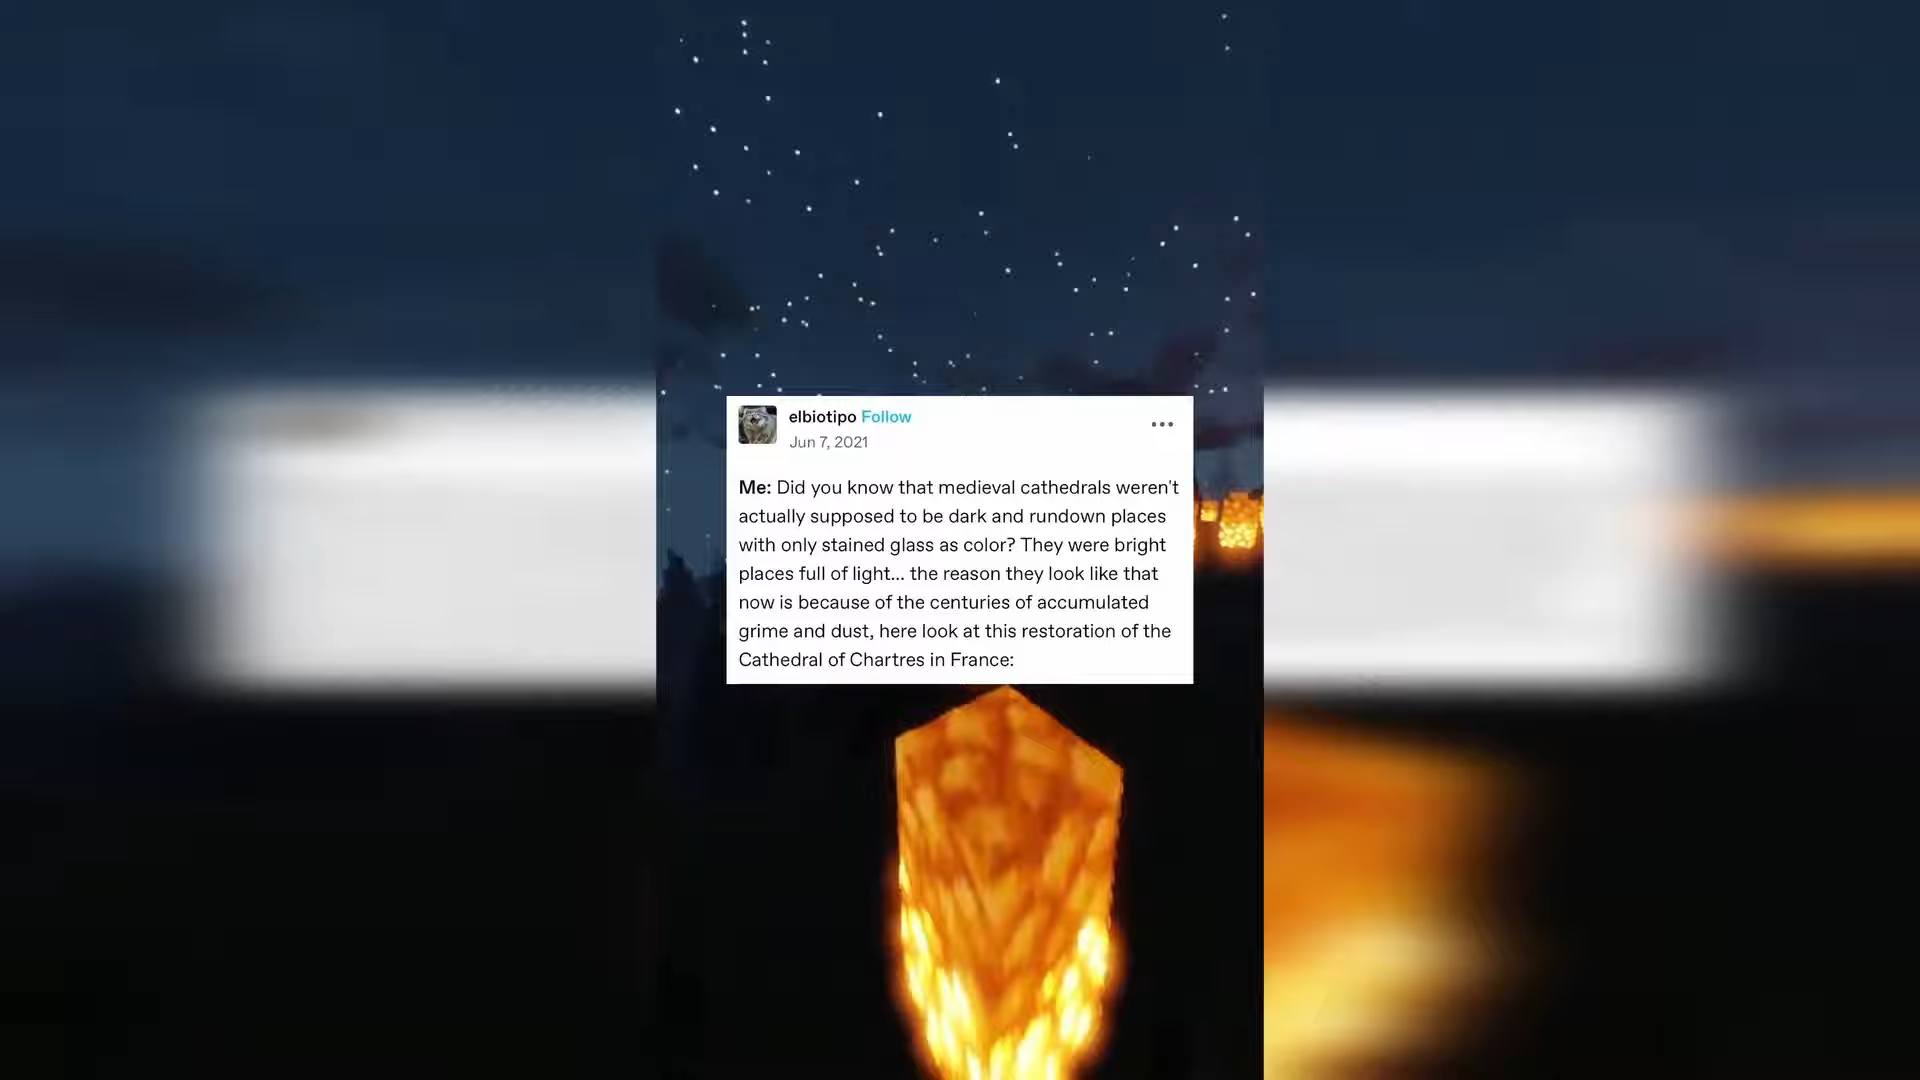 elbiotipo Follow
Jun 7, 2021
Me: Did you know that medieval cathedrals weren't
actually supposed to be dark and rundown places
with only stained glass as color? They were bright
places full of light... the reason they look like that
now is because of the centuries of accumulated
grime and dust, here look at this restoration of the
Cathedral of Chartres in France: